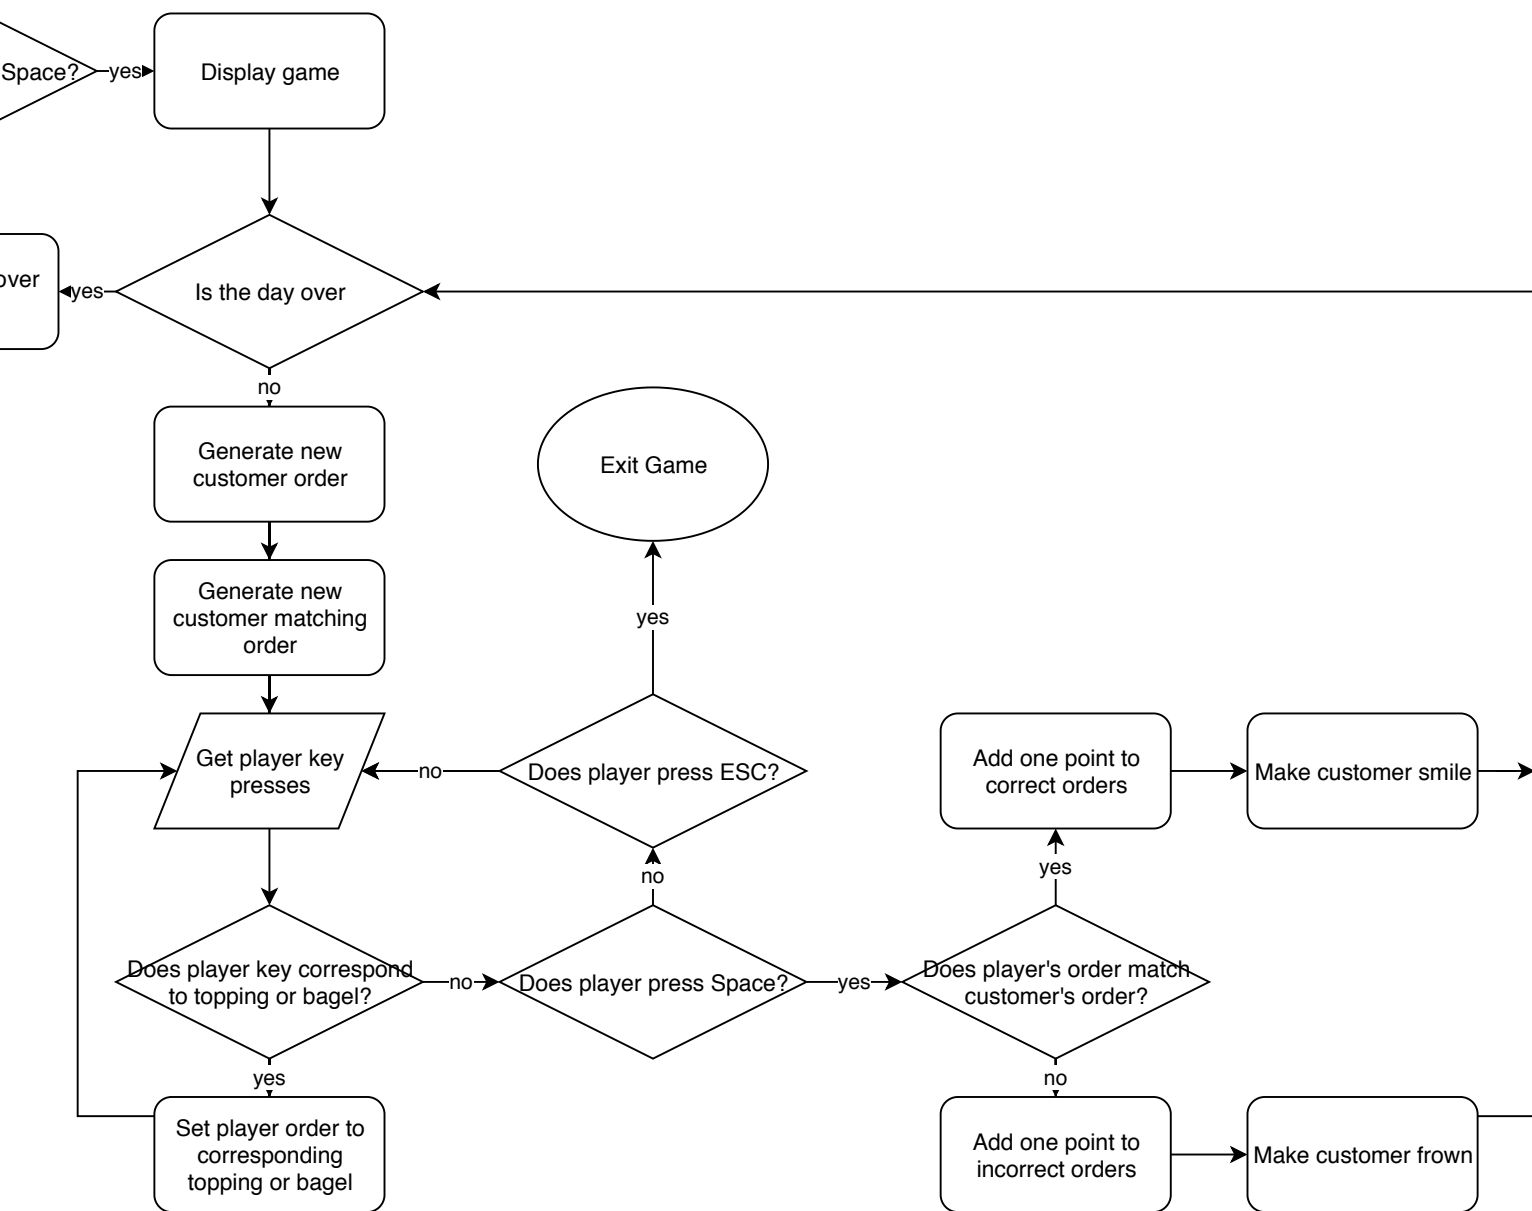 Space?
yes
Display game
over
yes
Is the day over
no
Generate new
customer order
Exit Game
Generate new
customer matching
order
yes
Get player key
presses
no
Does player press ESC?
Add one point to
correct orders
Make customer smile
no
yes
Does player key correspond
to topping or bagel?
no
Does player press Space?
yes
Does player's order match
customer's order?
yes
no
Set player order to
corresponding
topping or bagel
Add one point to
incorrect orders
Make customer frown